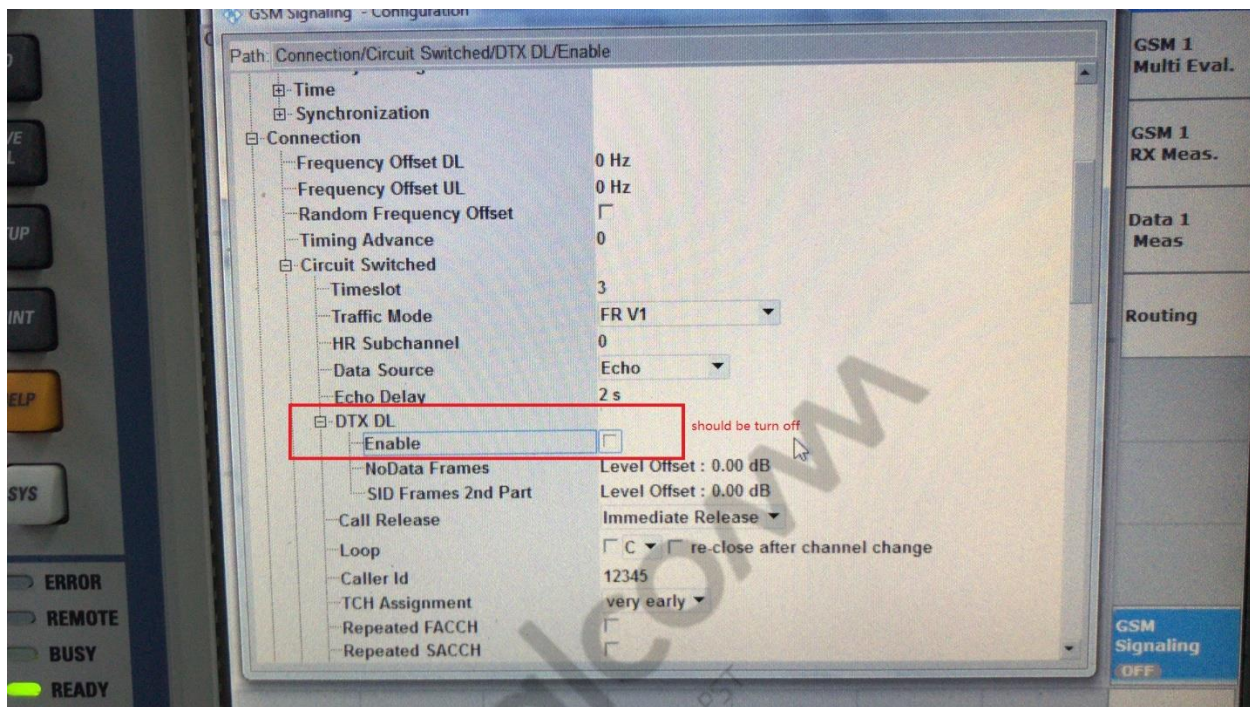 GSM Signaling - Configuration
Path: Connection/Circuit Switched/DTX DL/Enable
Time
Synchronization
Connection
Frequency Offset DL 0 Hz
Frequency Offset UL 0 Hz
Random Frequency Offset
Timing Advance 0
Circuit Switched
Timeslot 3
Traffic Mode FR V1
HR Subchannel 0
Data Source Echo
Echo Delay 2 s
DTX DL
should be turn off
Enable
NoData Frames Level Offset : 0.00 dB
SID Frames 2nd Part Level Offset : 0.00 dB
Call Release Immediate Release
Loop C re-close after channel change
Caller Id 12345
TCH Assignment very early
Repeated FACCH
Repeated SACCH
GSM 1
Multi Eval.
GSM 1
RX Meas.
Data 1
Meas
Routing
GSM
Signaling
OFF
SYS
ERROR
REMOTE
BUSY
READY
PST